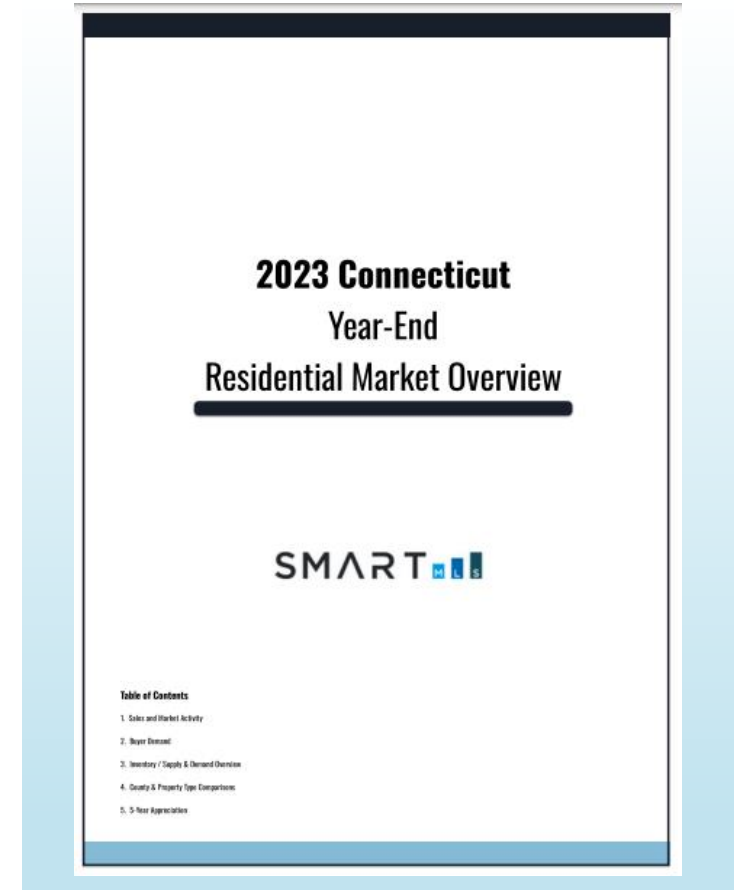 2023 Connecticut
Year-End
Residential Market Overview
SMART MLS
Table of Contents
1. Sales and Market Activity
2. Buyer Demand
3. Inventory / Supply & Demand Overview
4. County & Property Type Comparisons
5. 5-Year Appreciation